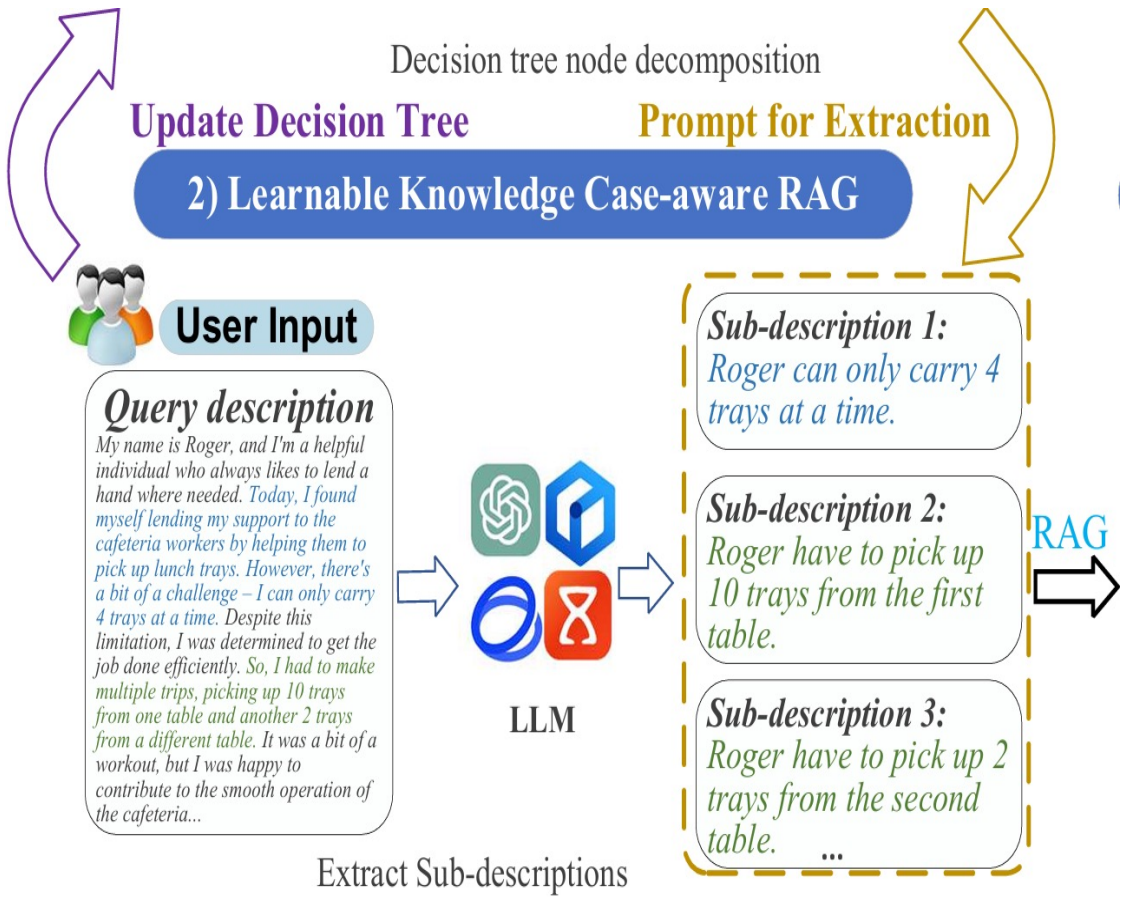 Decision tree node decomposition
Update Decision Tree
Prompt for Extraction
2) Learnable Knowledge Case-aware RAG
User Input
Query description
My name is Roger, and I'm a helpful
individual who always likes to lend a
hand where needed. Today, I found
myself lending my support to the
cafeteria workers by helping them to
pick up lunch trays. However, there's
a bit of a challenge – I can only carry
4 trays at a time. Despite this
limitation, I was determined to get the
job done efficiently. So, I had to make
multiple trips, picking up 10 trays
from one table and another 2 trays
from a different table. It was a bit of a
workout, but I was happy to
contribute to the smooth operation of
the cafeteria...
LLM
Sub-description 1:
Roger can only carry 4
trays at a time.
Sub-description 2:
Roger have to pick up
10 trays from the first
table.
Sub-description 3:
Roger have to pick up 2
trays from the second
table.
...
RAG
Extract Sub-descriptions